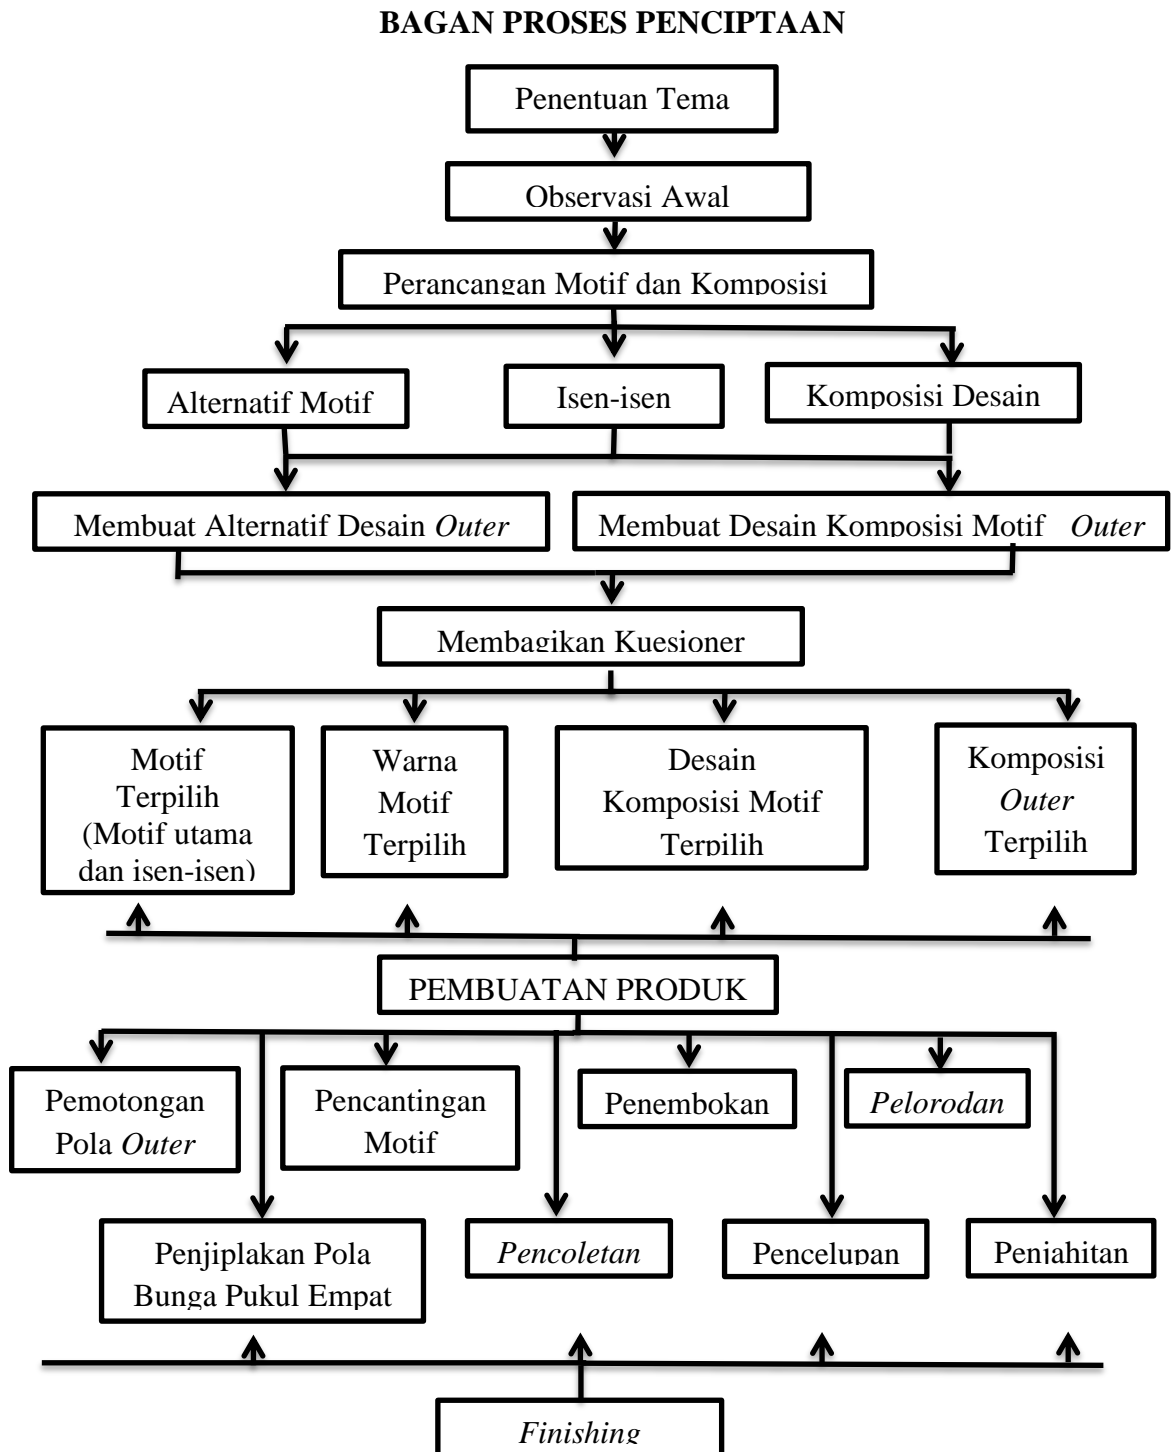 BAGAN PROSES PENCIPTAAN
Penentuan Tema
Observasi Awal
Perancangan Motif dan Komposisi
Alternatif Motif
Isen-isen
Komposisi Desain
Membuat Alternatif Desain Outer
Membuat Desain Komposisi Motif Outer
Membagikan Kuesioner
Motif
Terpilih
(Motif utama
dan isen-isen)
Warna
Motif
Terpilih
Desain
Komposisi Motif
Terpilih
Komposisi
Outer
Terpilih
PEMBUATAN PRODUK
Pemotongan
Pola Outer
Pencantingan
Motif
Penembokan
Pelorodan
Penjiplakan Pola
Bunga Pukul Empat
Pencoletan
Pencelupan
Penjahitan
Finishing